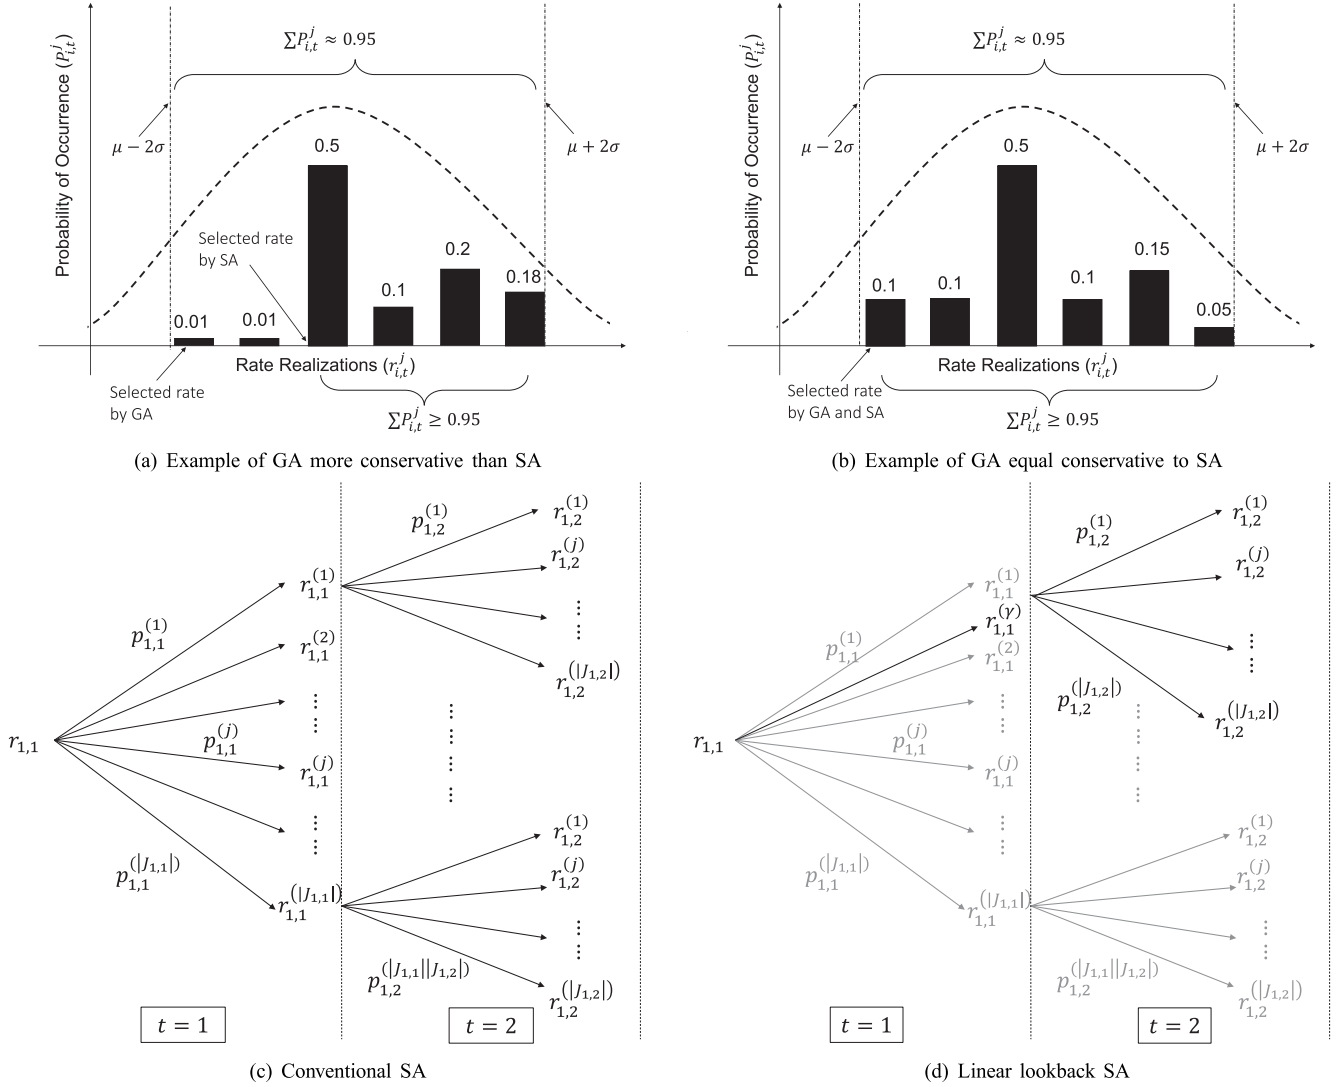 Probability of Occurrence (P_{i,t}^{j})
∑P_{i,t}^{j} ≈ 0.95
μ − 2σ
μ + 2σ
0.5
Selected rate
by SA
0.2
0.18
0.1
0.01
0.01
Rate Realizations (r_{i,t}^{j})
Selected rate
by GA
∑P_{i,t}^{j} ≥ 0.95
(a) Example of GA more conservative than SA
Probability of Occurrence (P_{i,t}^{j})
∑P_{i,t}^{j} ≈ 0.95
μ − 2σ
μ + 2σ
0.5
0.1
0.1
0.1
0.15
0.05
Rate Realizations (r_{i,t}^{j})
Selected rate
by GA and SA
∑P_{i,t}^{j} ≥ 0.95
(b) Example of GA equal conservative to SA
r_{1,1}
p_{1,1}^{(1)}
p_{1,1}^{(j)}
p_{1,1}^{(|J_{1,1}|)}
r_{1,1}^{(1)}
r_{1,1}^{(2)}
r_{1,1}^{(j)}
r_{1,1}^{(|J_{1,1}|)}
p_{1,2}^{(1)}
r_{1,2}^{(1)}
r_{1,2}^{(j)}
r_{1,2}^{(|J_{1,2}|)}
r_{1,2}^{(1)}
r_{1,2}^{(j)}
p_{1,2}^{(|J_{1,1}||J_{1,2}|)}
r_{1,2}^{(|J_{1,2}|)}
t = 1
t = 2
(c) Conventional SA
r_{1,1}
p_{1,1}^{(1)}
p_{1,1}^{(j)}
p_{1,1}^{(|J_{1,1}|)}
r_{1,1}^{(1)}
r_{1,1}^{(γ)}
r_{1,1}^{(2)}
r_{1,1}^{(j)}
r_{1,1}^{(|J_{1,1}|)}
p_{1,2}^{(1)}
r_{1,2}^{(1)}
r_{1,2}^{(j)}
p_{1,2}^{(|J_{1,2}|)}
r_{1,2}^{(|J_{1,2}|)}
r_{1,2}^{(1)}
r_{1,2}^{(j)}
p_{1,2}^{(|J_{1,1}||J_{1,2}|)}
r_{1,2}^{(|J_{1,2}|)}
t = 1
t = 2
(d) Linear lookback SA